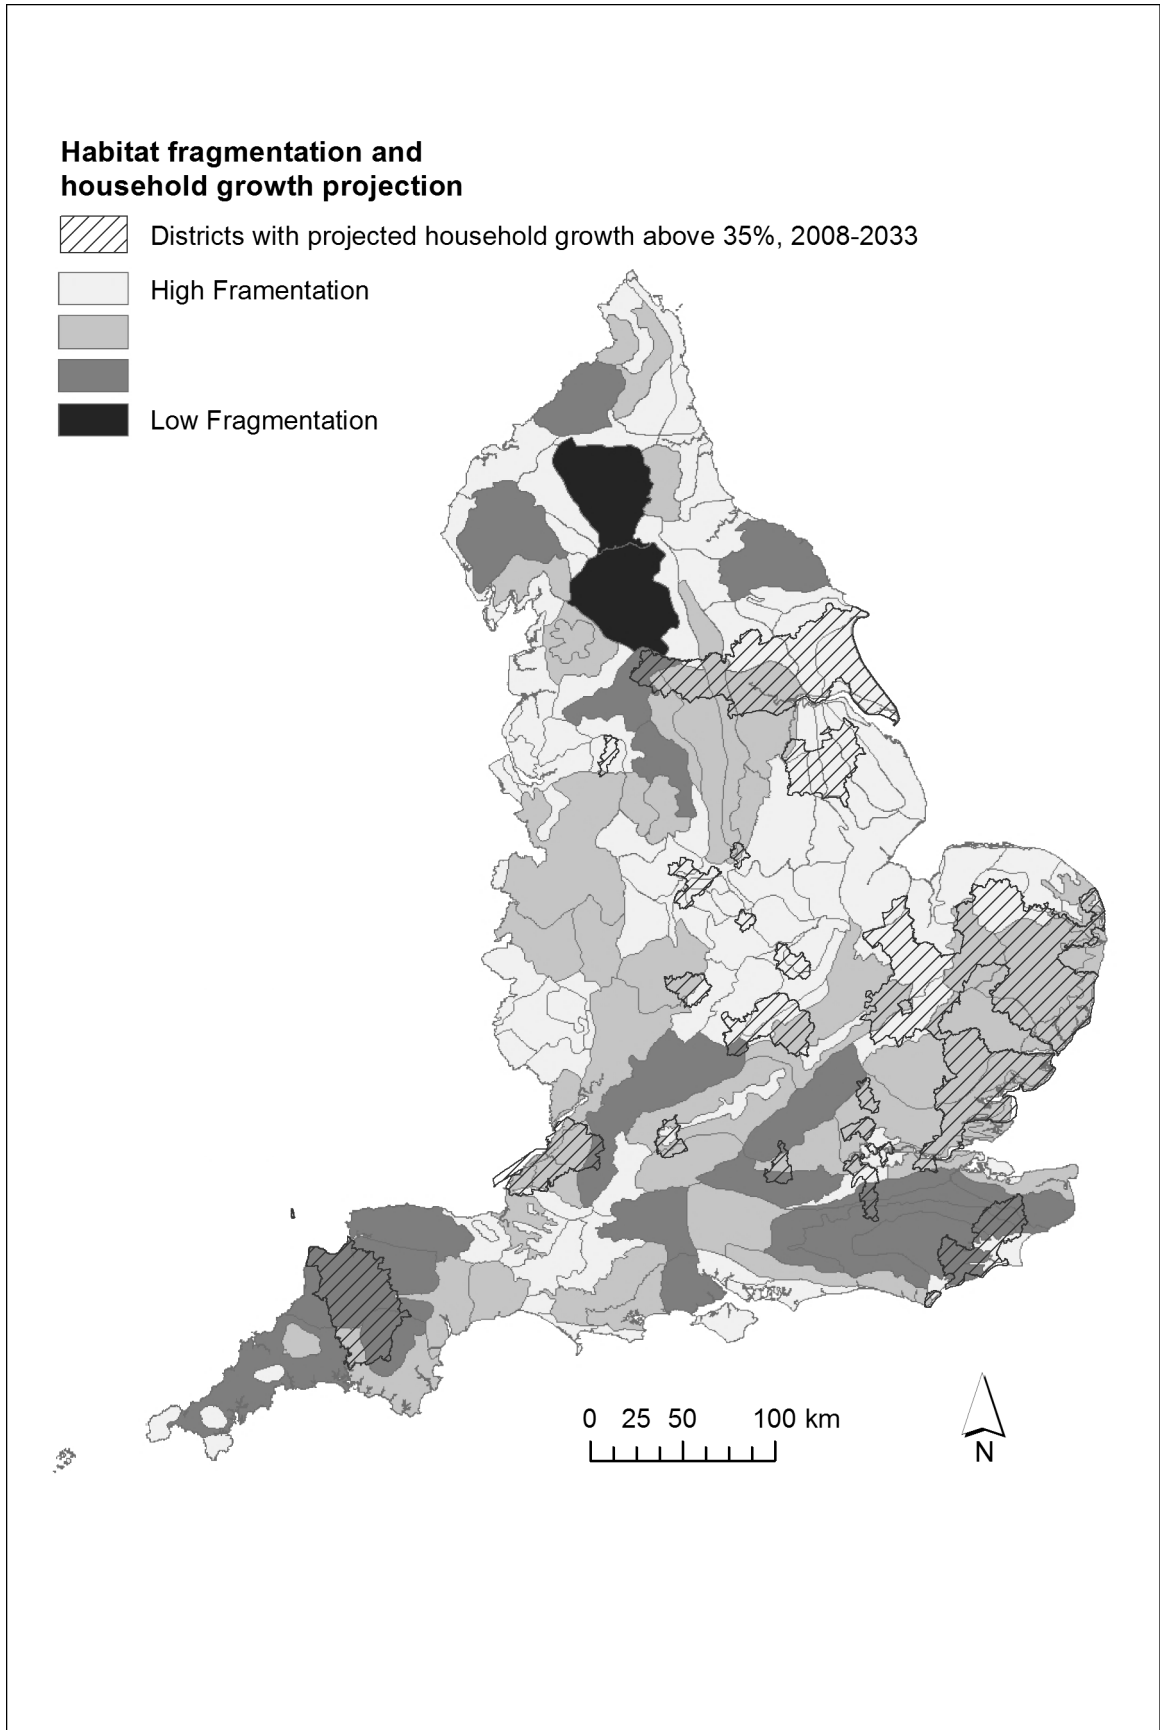 Habitat fragmentation and
household growth projection
Districts with projected household growth above 35%, 2008-2033
High Framentation
Low Fragmentation
0 25 50 100 km
N